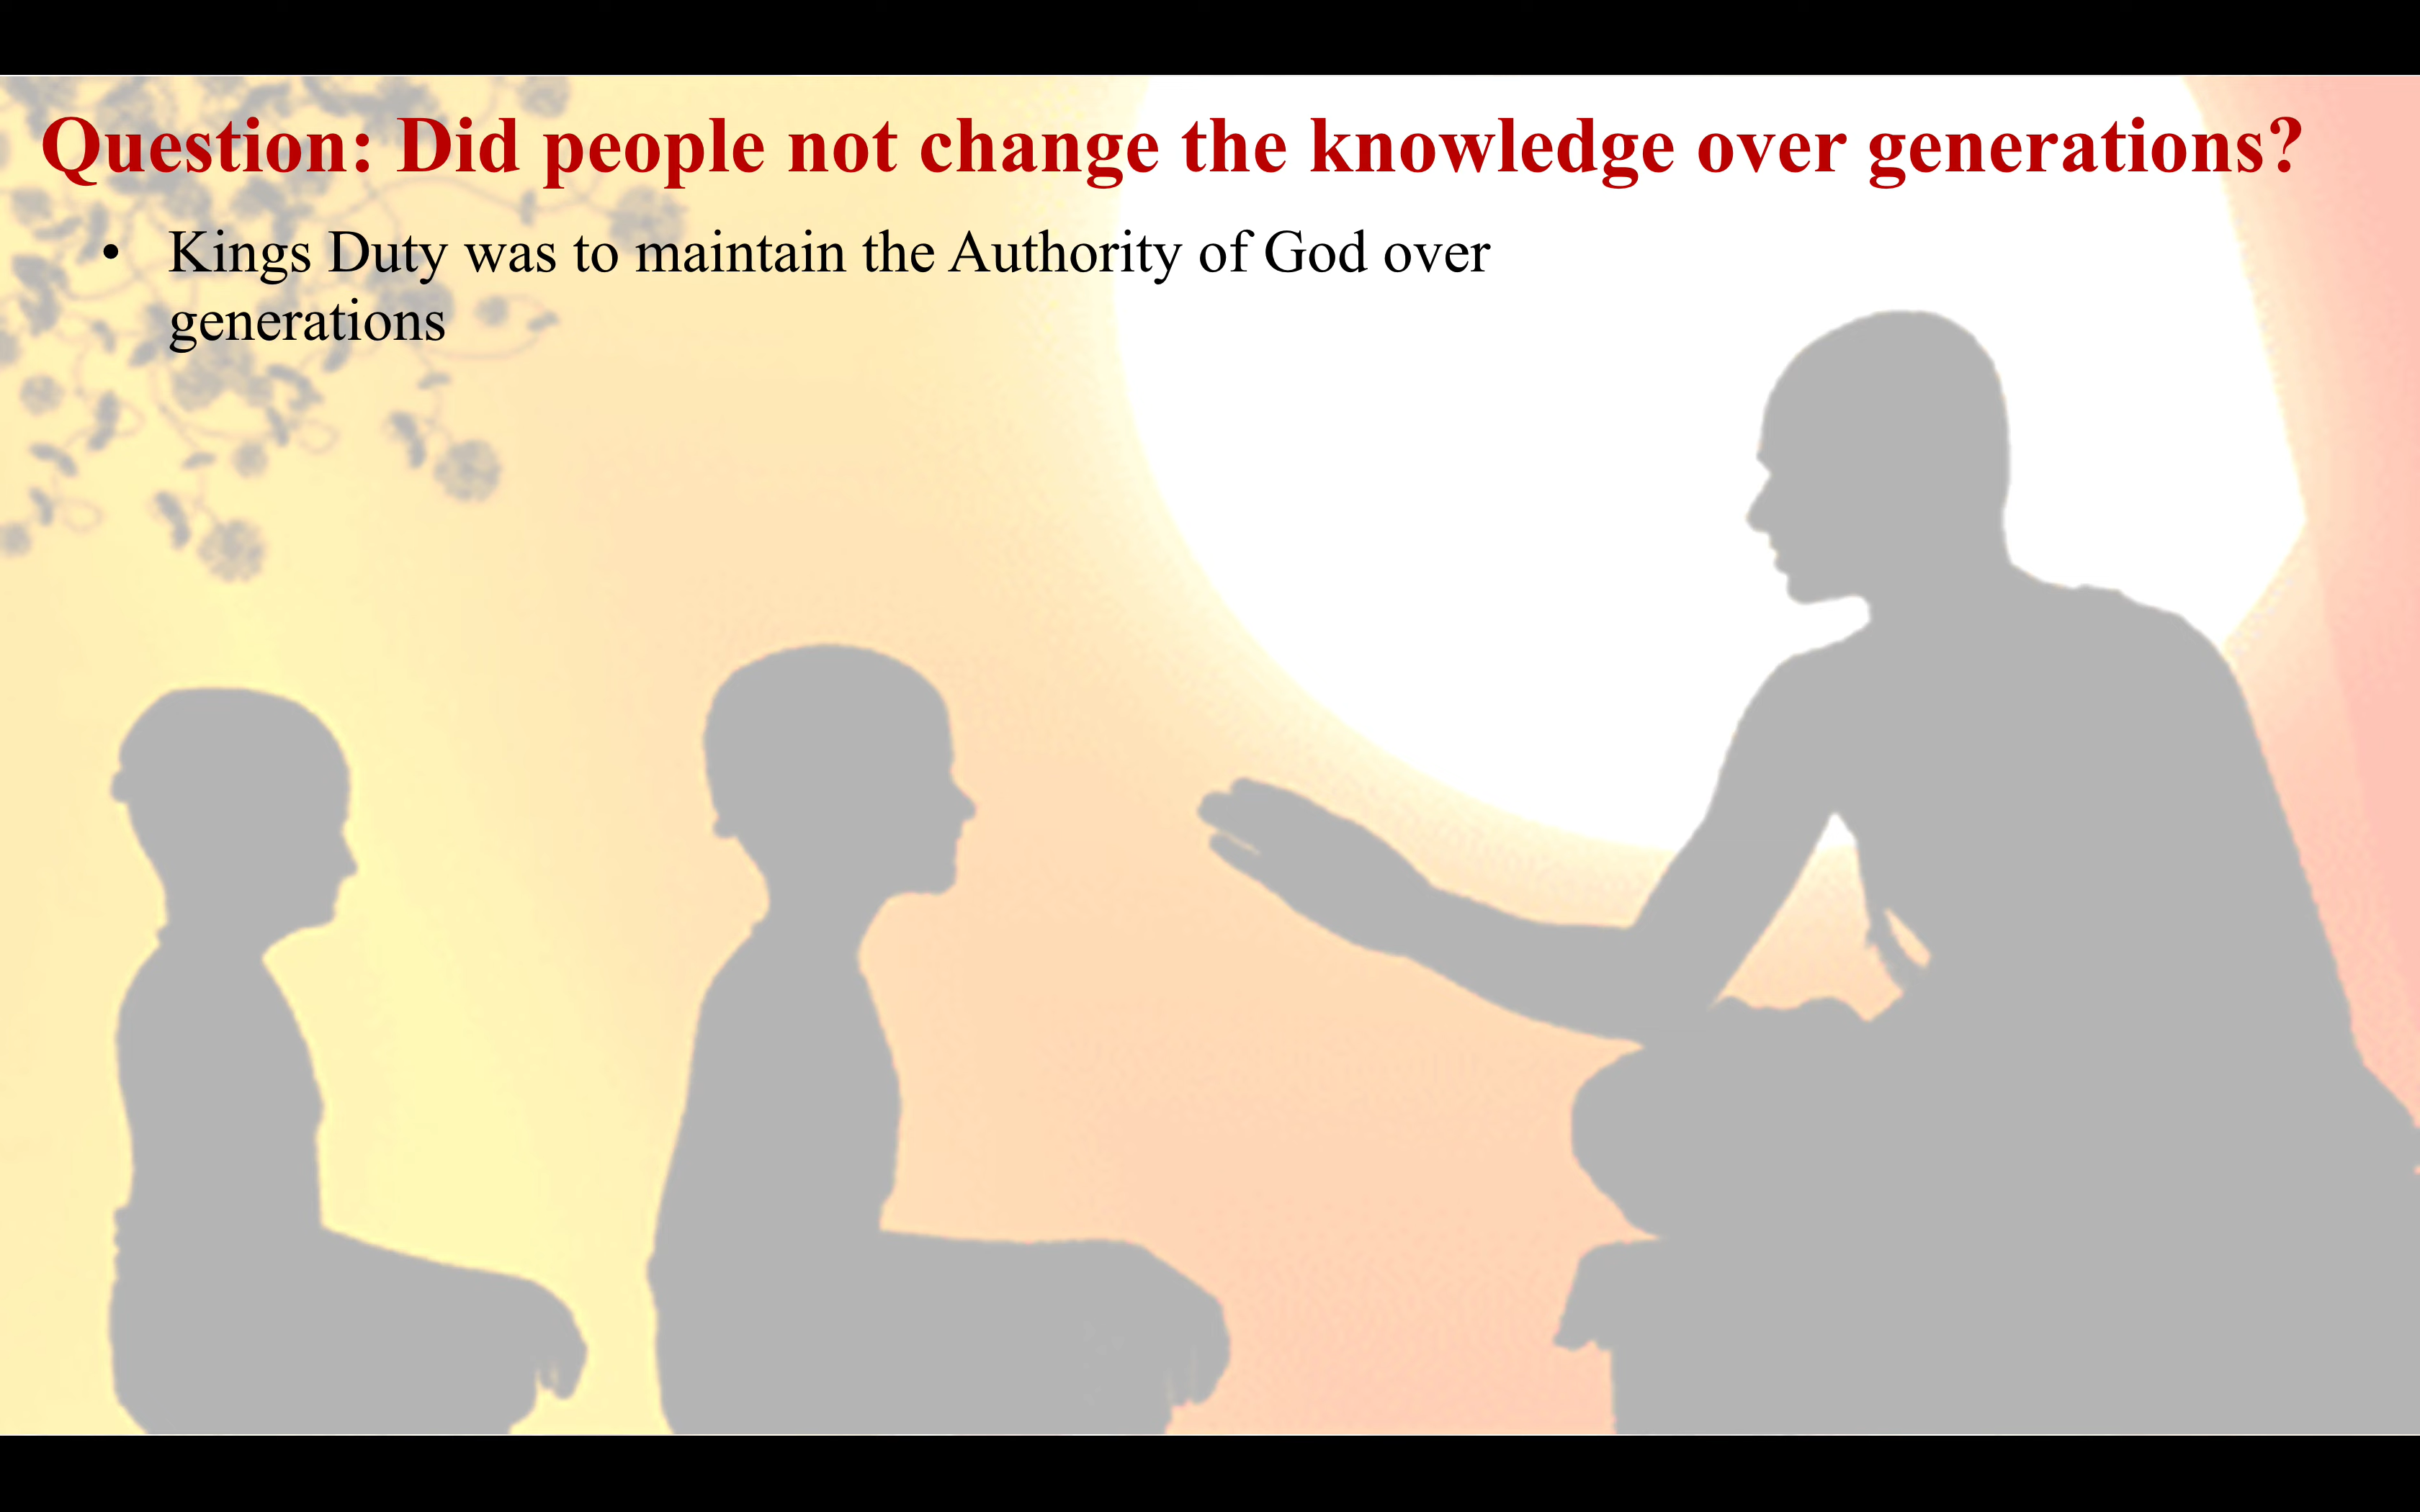 Question: Did people not change the knowledge over generations?
• Kings Duty was to maintain the Authority of God over
generations